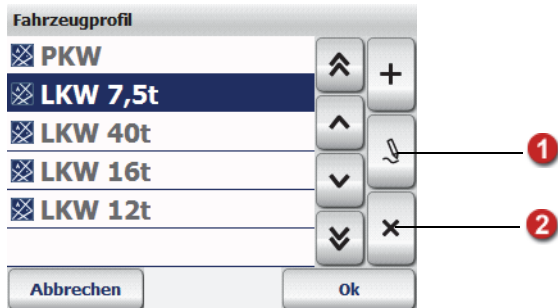 Fahrzeugprofil
PKW
LKW 7,5t
LKW 40t
1
LKW 16t
LKW 12t
2
Abbrechen Ok